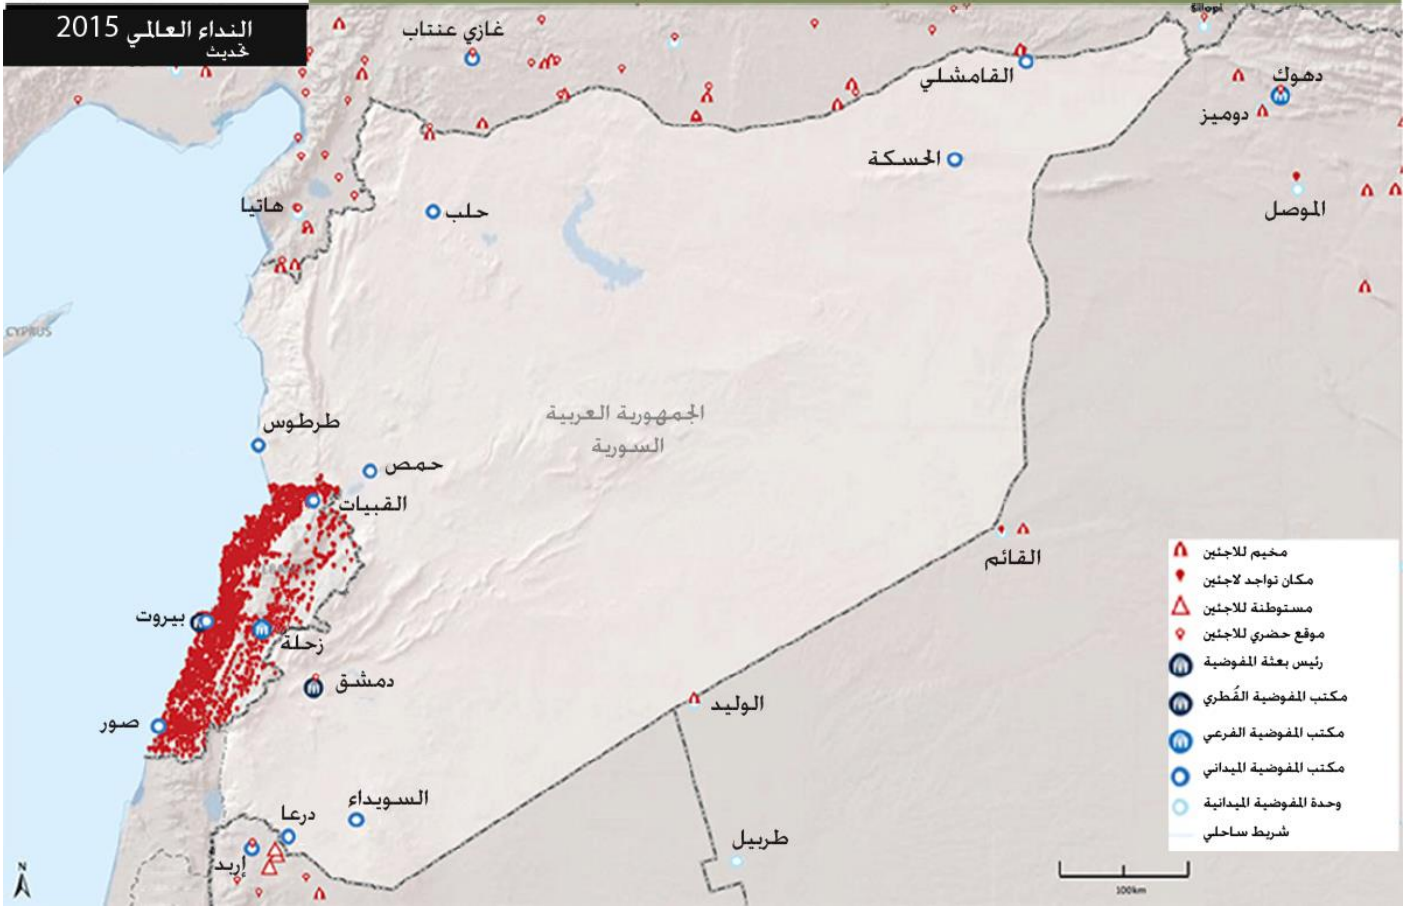 النداء العالمي 2015
تحديث
غازي عنتاب
Silopi
القامشلي
دهوك
دوميز
الحسكة
الموصل
هاتيا
حلب
CYPRUS
الجمهورية العربية
السورية
طرطوس
حمص
القبيات
القائم
بيروت
زحلة
دمشق
الوليد
صور
السويداء
درعا
إربد
طربيل
مخيم للاجئين
مكان تواجد لاجئين
مستوطنة للاجئين
موقع حضري للاجئين
رئيس بعثة المفوضية
مكتب المفوضية القُطري
مكتب المفوضية الفرعي
مكتب المفوضية الميداني
وحدة المفوضية الميدانية
شريط ساحلي
N
100km